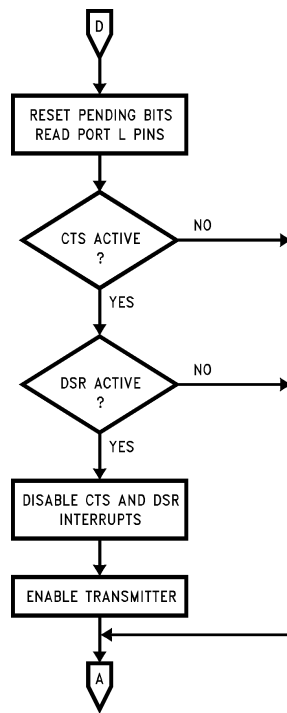 D
RESET PENDING BITS
READ PORT L PINS
CTS ACTIVE
?
NO
YES
DSR ACTIVE
?
NO
YES
DISABLE CTS AND DSR
INTERRUPTS
ENABLE TRANSMITTER
A